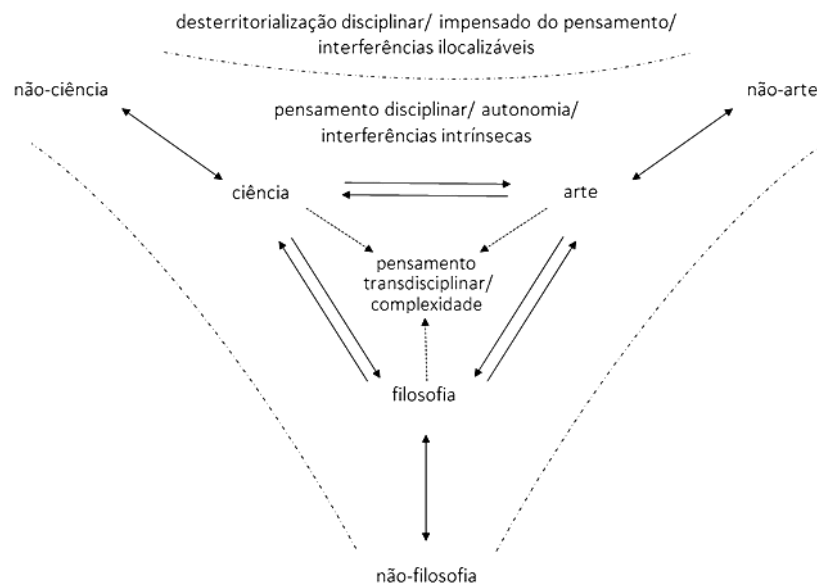 desterritorialização disciplinar/ impensado do pensamento/
interferências ilocalizáveis
não-ciência
não-arte
pensamento disciplinar/ autonomia/
interferências intrínsecas
ciência
arte
pensamento
transdisciplinar/
complexidade
filosofia
não-filosofia